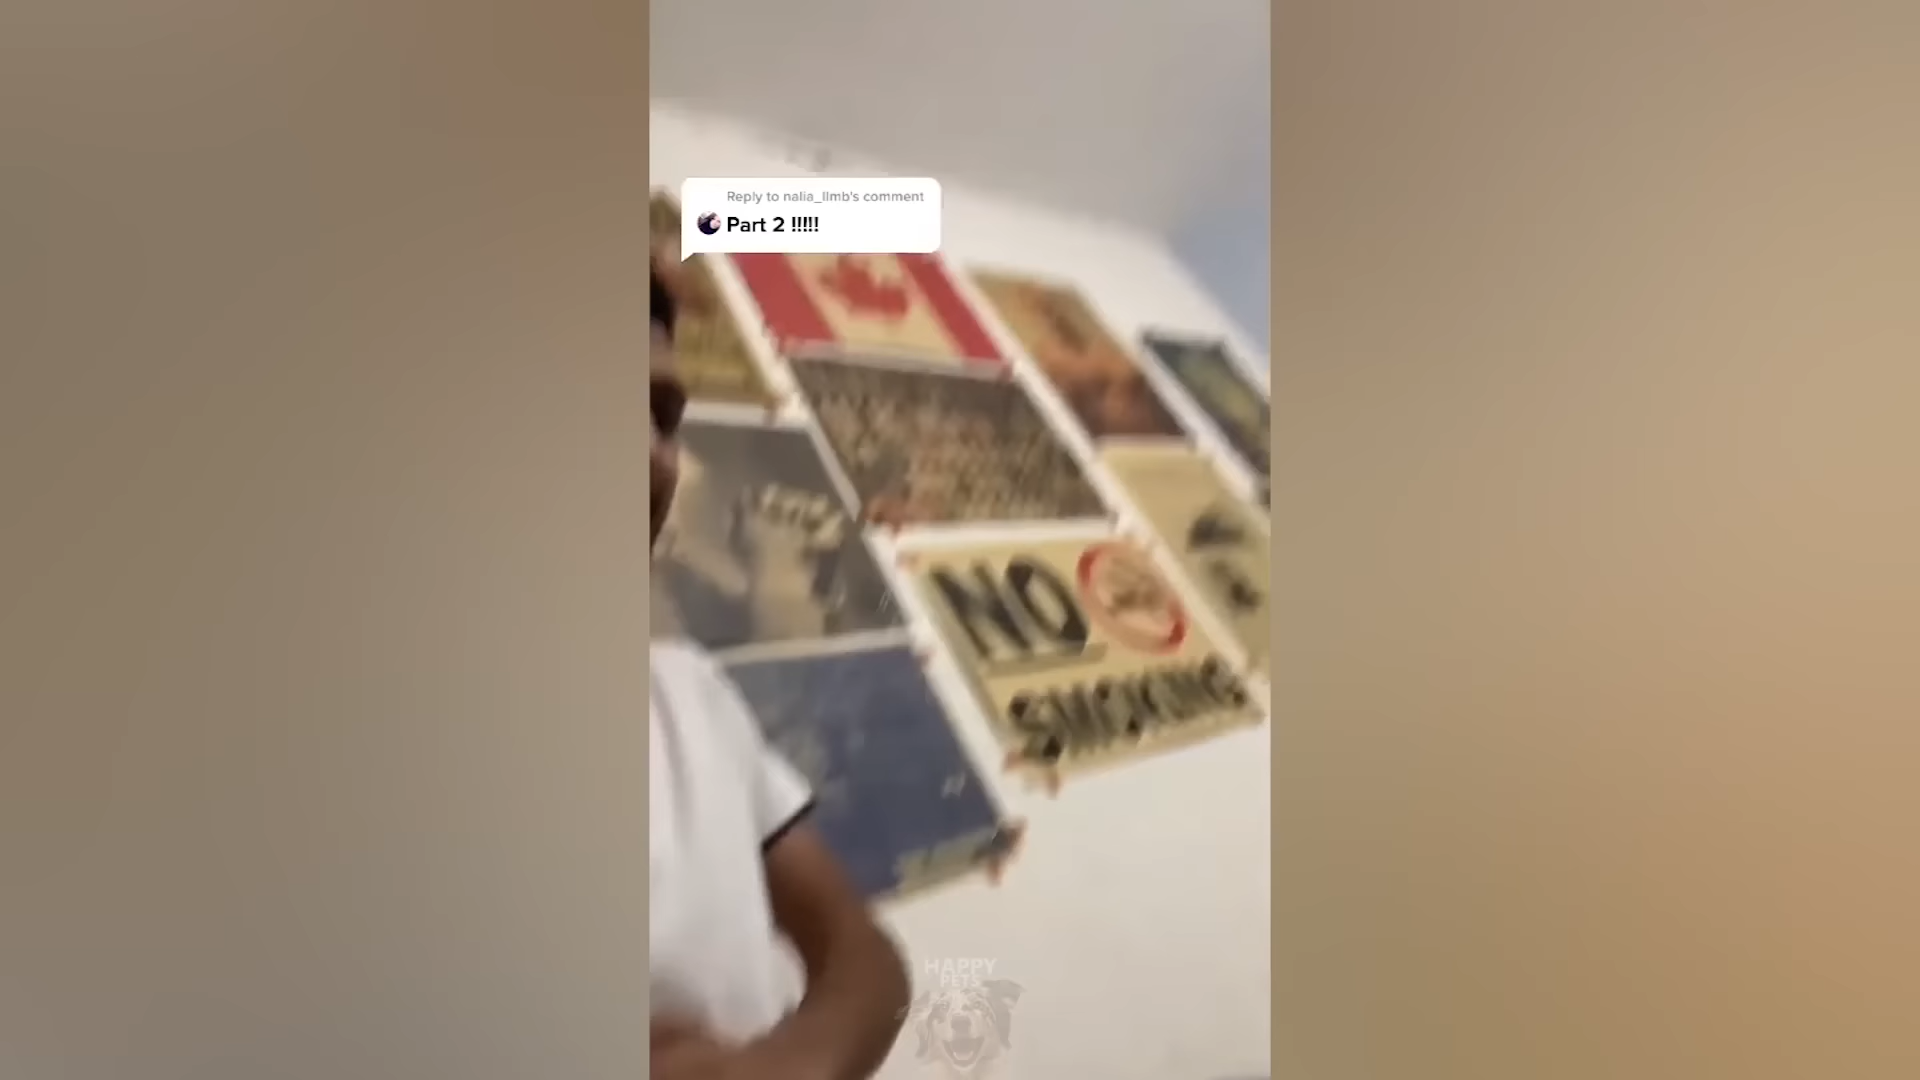 Reply to nalia_llmb's comment
Part 2 !!!!!
NO
SMOKING
HAPPY
PETS